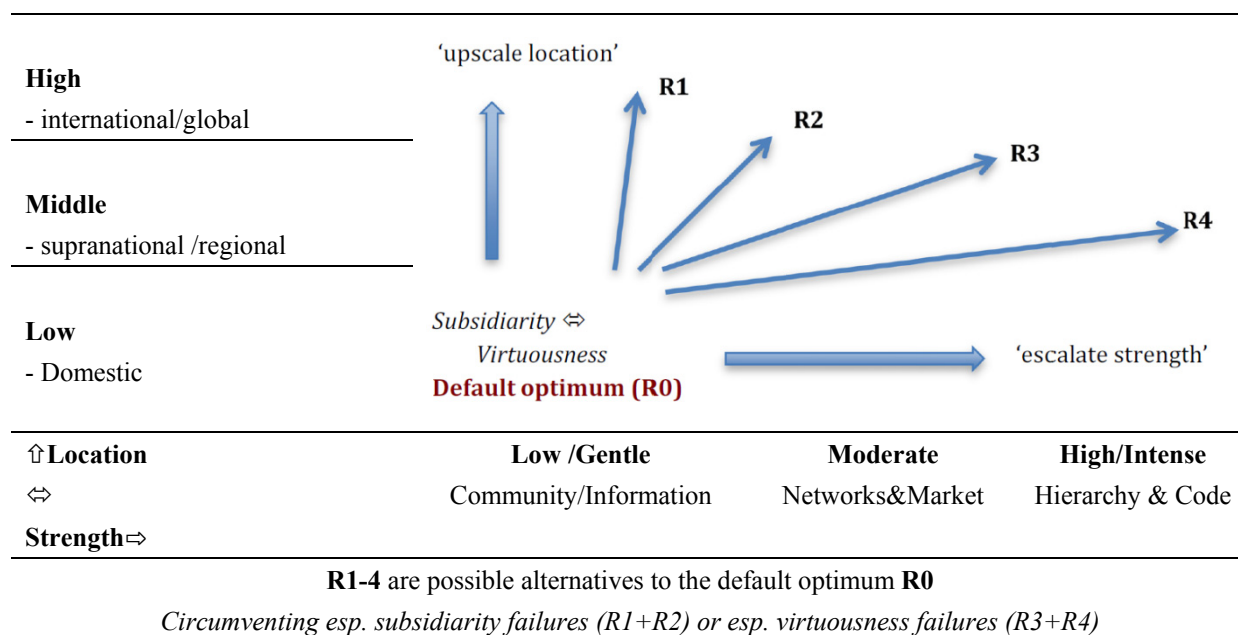 ‘upscale location’
High
- international/global
R1
R2
R3
R4
Middle
- supranational /regional
Low
- Domestic
Subsidiarity ⬄
Virtuousness
Default optimum (R0)
‘escalate strength’
⇧Location
⬄
Strength⇨
Low /Gentle
Community/Information
Moderate
Networks&Market
High/Intense
Hierarchy & Code
R1-4 are possible alternatives to the default optimum R0
Circumventing esp. subsidiarity failures (R1+R2) or esp. virtuousness failures (R3+R4)